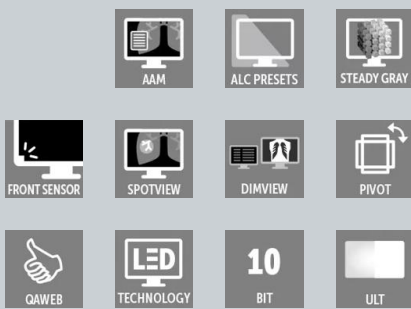 AAM
ALC PRESETS
STEADY GRAY
FRONT SENSOR
SPOTVIEW
DIMVIEW
PIVOT
QAWEB
LED
TECHNOLOGY
10
BIT
ULT